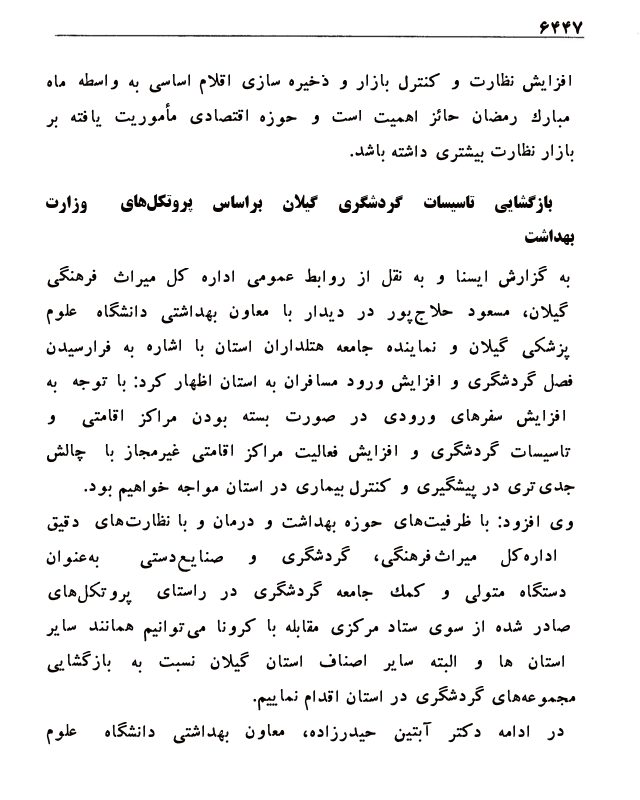 ۶۴۴۷
افزایش نظارت و کنترل بازار و ذخیره سازی اقلام اساسی به واسطه ماه
مبارك رمضان حائز اهمیت است و حوزه اقتصادی مأموریت یافته بر
بازار نظارت بیشتری داشته باشد.
بازگشایی تاسیسات گردشگری گیلان براساس پروتکل‌های وزارت
بهداشت
به گزارش ایسنا و به نقل از روابط عمومی اداره کل میراث فرهنگی
گیلان، مسعود حلاج‌پور در دیدار با معاون بهداشتی دانشگاه علوم
پزشکی گیلان و نماینده جامعه هتلداران استان با اشاره به فرارسیدن
فصل گردشگری و افزایش ورود مسافران به استان اظهار کرد: با توجه به
افزایش سفرهای ورودی در صورت بسته بودن مراکز اقامتی و
تاسیسات گردشگری و افزایش فعالیت مراکز اقامتی غیرمجاز با چالش
جدی‌تری در پیشگیری و کنترل بیماری در استان مواجه خواهیم بود.
وی افزود: با ظرفیت‌های حوزه بهداشت و درمان و با نظارت‌های دقیق
اداره‌کل میراث‌فرهنگی، گردشگری و صنایع‌دستی به‌عنوان
دستگاه متولی و کمك جامعه گردشگری در راستای پروتکل‌های
صادر شده از سوی ستاد مرکزی مقابله با کرونا می‌توانیم همانند سایر
استان ها و البته سایر اصناف استان گیلان نسبت به بازگشایی
مجموعه‌های گردشگری در استان اقدام نماییم.
در ادامه دکتر آبتین حیدرزاده، معاون بهداشتی دانشگاه علوم